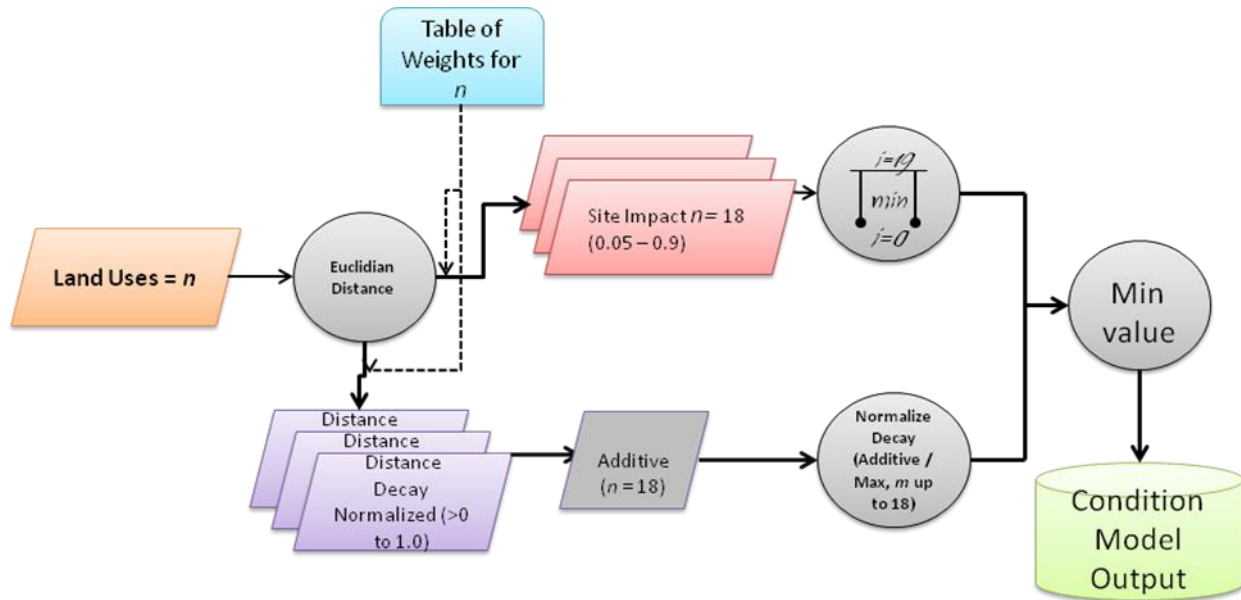 Table of
Weights for
n
Land Uses = n
Euclidian
Distance
Site Impact n = 18
(0.05 – 0.9)
i=19
min
i=0
Min
value
Distance
Distance
Distance
Decay
Normalized (>0
to 1.0)
Additive
(n = 18)
Normalize
Decay
(Additive /
Max, m up
to 18)
Condition
Model
Output